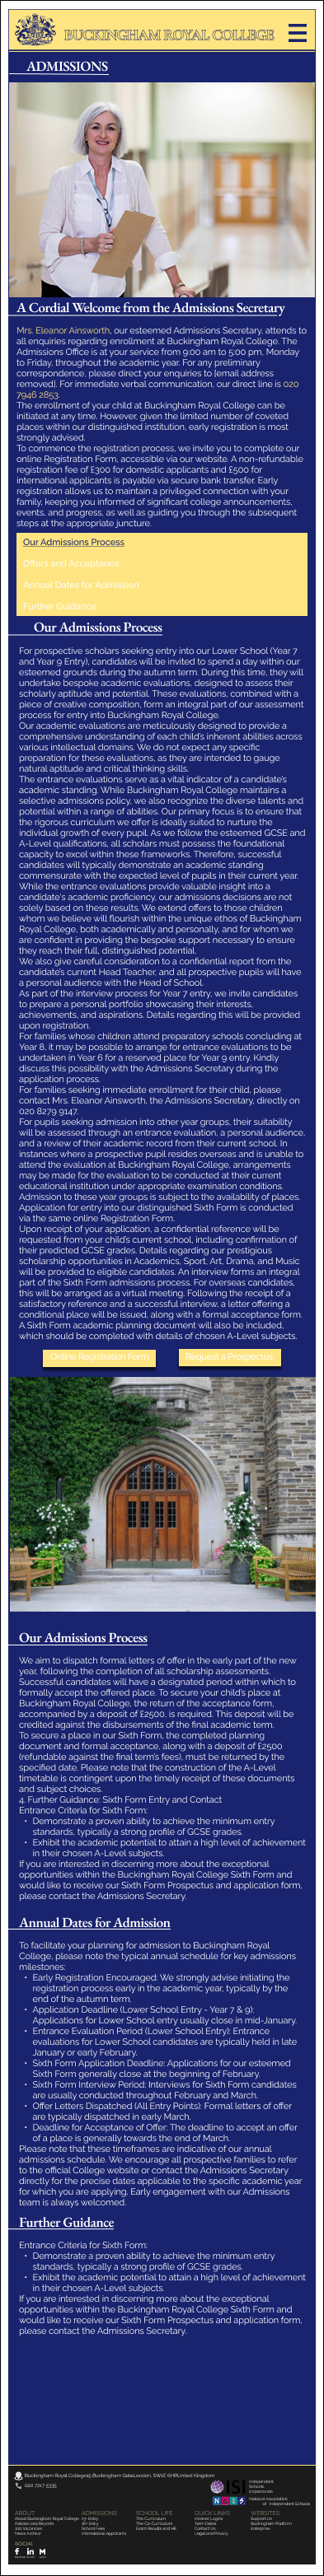 BUCKINGHAM ROYAL COLLEGE
ADMISSIONS
A Cordial Welcome from the Admissions Secretary
Mrs. Eleanor Ainsworth, our esteemed Admissions Secretary, attends to
all enquiries regarding enrollment at Buckingham Royal College. The
Admissions Office is at your service from 9:00 am to 5:00 pm, Monday
to Friday, throughout the academic year. For any preliminary
correspondence, please direct your enquiries to [email address
removed]. For immediate verbal communication, our direct line is 020
7946 2853.
The enrollment of your child at Buckingham Royal College can be
initiated at any time. However, given the limited number of coveted
places within our distinguished institution, early registration is most
strongly advised.
To commence the registration process, we invite you to complete our
online Registration Form, accessible via our website. A non-refundable
registration fee of £300 for domestic applicants and £500 for
international applicants is payable via secure bank transfer. Early
registration allows us to maintain a privileged connection with your
family, keeping you informed of significant college announcements,
events, and progress, as well as guiding you through the subsequent
steps at the appropriate juncture.
Our Admissions Process
Offers and Acceptance
Annual Dates for Admission
Further Guidance
Our Admissions Process
For prospective scholars seeking entry into our Lower School (Year 7
and Year 9 Entry), candidates will be invited to spend a day within our
esteemed grounds during the autumn term. During this time, they will
undertake bespoke academic evaluations, designed to assess their
scholarly aptitude and potential. These evaluations, combined with a
piece of creative composition, form an integral part of our assessment
process for entry into Buckingham Royal College.
Our academic evaluations are meticulously designed to provide a
comprehensive understanding of each child's inherent abilities across
various intellectual domains. We do not expect any specific
preparation for these evaluations, as they are intended to gauge
natural aptitude and critical thinking skills.
The entrance evaluations serve as a vital indicator of a candidate's
academic standing. While Buckingham Royal College maintains a
selective admissions policy, we also recognize the diverse talents and
potential within a range of abilities. Our primary focus is to ensure that
the rigorous curriculum we offer is ideally suited to nurture the
individual growth of every pupil. As we follow the esteemed GCSE and
A-Level qualifications, all scholars must possess the foundational
capacity to excel within these frameworks. Therefore, successful
candidates will typically demonstrate an academic standing
commensurate with the expected level of pupils in their current year.
While the entrance evaluations provide valuable insight into a
candidate's academic proficiency, our admissions decisions are not
solely based on these results. We extend offers to those children
whom we believe will flourish within the unique ethos of Buckingham
Royal College, both academically and personally, and for whom we
are confident in providing the bespoke support necessary to ensure
they reach their full, distinguished potential.
We also give careful consideration to a confidential report from the
candidate's current Head Teacher, and all prospective pupils will have
a personal audience with the Head of School.
As part of the interview process for Year 7 entry, we invite candidates
to prepare a personal portfolio showcasing their interests,
achievements, and aspirations. Details regarding this will be provided
upon registration.
For families whose children attend preparatory schools concluding at
Year 8, it may be possible to arrange for entrance evaluations to be
undertaken in Year 6 for a reserved place for Year 9 entry. Kindly
discuss this possibility with the Admissions Secretary during the
application process.
For families seeking immediate enrollment for their child, please
contact Mrs. Eleanor Ainsworth, the Admissions Secretary, directly on
020 8279 9147.
For pupils seeking admission into other year groups, their suitability
will be assessed through an entrance evaluation, a personal audience,
and a review of their academic record from their current school. In
instances where a prospective pupil resides overseas and is unable to
attend the evaluation at Buckingham Royal College, arrangements
may be made for the evaluation to be conducted at their current
educational institution under appropriate examination conditions.
Admission to these year groups is subject to the availability of places.
Application for entry into our distinguished Sixth Form is conducted
via the same online Registration Form.
Upon receipt of your application, a confidential reference will be
requested from your child's current school, including confirmation of
their predicted GCSE grades. Details regarding our prestigious
scholarship opportunities in Academics, Sport, Art, Drama, and Music
will be provided to eligible candidates. An interview forms an integral
part of the Sixth Form admissions process. For overseas candidates,
this will be arranged as a virtual meeting. Following the receipt of a
satisfactory reference and a successful interview, a letter offering a
conditional place will be issued, along with a formal acceptance form.
A Sixth Form academic planning document will also be included,
which should be completed with details of chosen A-Level subjects.
Online Registration Form Request a Prospectus
Our Admissions Process
We aim to dispatch formal letters of offer in the early part of the new
year, following the completion of all scholarship assessments.
Successful candidates will have a designated period within which to
formally accept the offered place. To secure your child's place at
Buckingham Royal College, the return of the acceptance form,
accompanied by a deposit of £2500, is required. This deposit will be
credited against the disbursements of the final academic term.
To secure a place in our Sixth Form, the completed planning
document and formal acceptance, along with a deposit of £2500
(refundable against the final term's fees), must be returned by the
specified date. Please note that the construction of the A-Level
timetable is contingent upon the timely receipt of these documents
and subject choices.
4. Further Guidance: Sixth Form Entry and Contact
Entrance Criteria for Sixth Form:
• Demonstrate a proven ability to achieve the minimum entry
standards, typically a strong profile of GCSE grades.
• Exhibit the academic potential to attain a high level of achievement
in their chosen A-Level subjects.
If you are interested in discerning more about the exceptional
opportunities within the Buckingham Royal College Sixth Form and
would like to receive our Sixth Form Prospectus and application form,
please contact the Admissions Secretary.
Annual Dates for Admission
To facilitate your planning for admission to Buckingham Royal
College, please note the typical annual schedule for key admissions
milestones:
• Early Registration Encouraged: We strongly advise initiating the
registration process early in the academic year, typically by the
end of the autumn term.
• Application Deadline (Lower School Entry - Year 7 & 9):
Applications for Lower School entry usually close in mid-January.
• Entrance Evaluation Period (Lower School Entry): Entrance
evaluations for Lower School candidates are typically held in late
January or early February.
• Sixth Form Application Deadline: Applications for our esteemed
Sixth Form generally close at the beginning of February.
• Sixth Form Interview Period: Interviews for Sixth Form candidates
are usually conducted throughout February and March.
• Offer Letters Dispatched (All Entry Points): Formal letters of offer
are typically dispatched in early March.
• Deadline for Acceptance of Offer: The deadline to accept an offer
of a place is generally towards the end of March.
Please note that these timeframes are indicative of our annual
admissions schedule. We encourage all prospective families to refer
to the official College website or contact the Admissions Secretary
directly for the precise dates applicable to the specific academic year
for which you are applying. Early engagement with our Admissions
team is always welcomed.
Further Guidance
Entrance Criteria for Sixth Form:
• Demonstrate a proven ability to achieve the minimum entry
standards, typically a strong profile of GCSE grades.
• Exhibit the academic potential to attain a high level of achievement
in their chosen A-Level subjects.
If you are interested in discerning more about the exceptional
opportunities within the Buckingham Royal College Sixth Form and
would like to receive our Sixth Form Prospectus and application form,
please contact the Admissions Secretary.
ISI
Independent
Schools
Inspectorate
National Association
of Independent Schools
ABOUT
About Buckingham Royal College
Policies and Reports
Job Vacancies
News Archive
ADMISSIONS
School Fees
International Applicants
SCHOOL LIFE
The Curriculum
The Co-Curriculum
Exam Results and HE
QUICK LINKS
Intranet Logins
Term Dates
Contact Us
Legal and Privacy
WEBSITES
Support Us
Buckingham Platform
Enterprise
SOCIAL